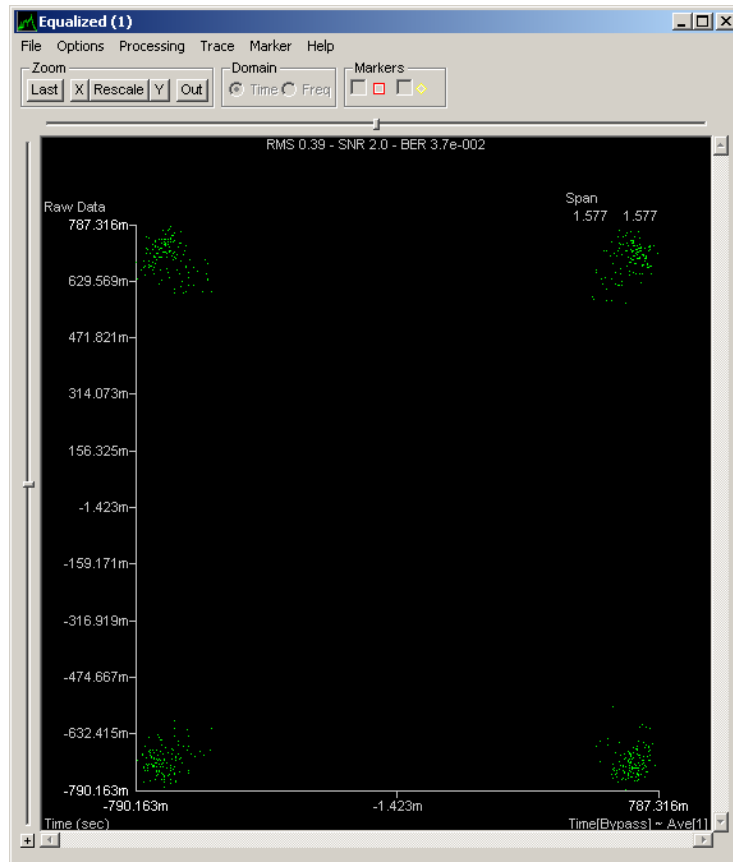 Equalized (1)
File Options Processing Trace Marker Help
Zoom Domain Markers
Last X Rescale Y Out Time Freq
RMS 0.39 - SNR 2.0 - BER 3.7e-002
Span
1.577 1.577
Raw Data
787.316m
629.569m
471.821m
314.073m
156.325m
-1.423m
-159.171m
-316.919m
-474.667m
-632.415m
-790.163m
-790.163m -1.423m 787.316m
Time (sec) Time[Bypass] ~ Ave[1]